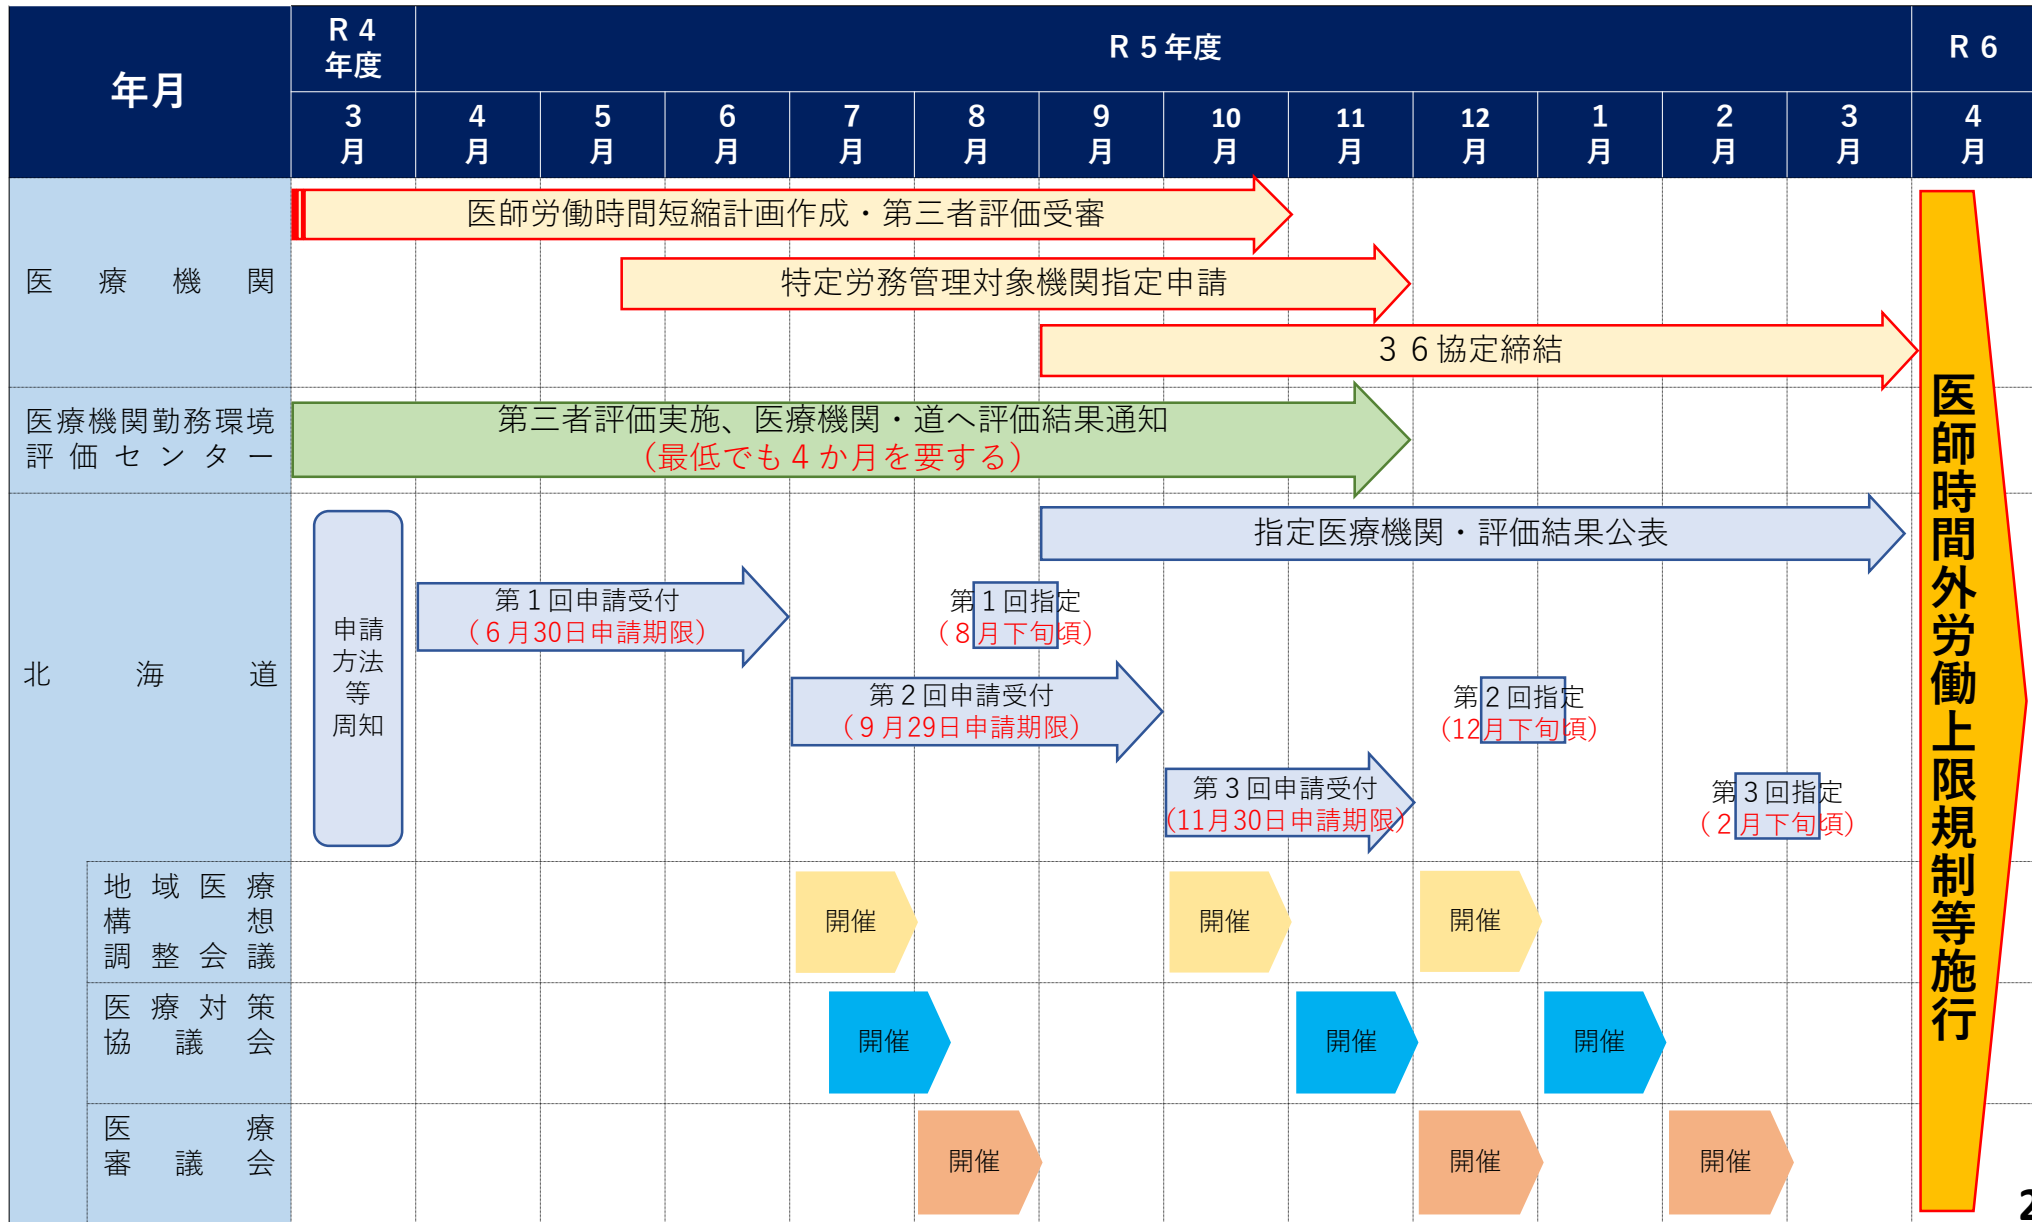 年月
Ｒ４
年度
Ｒ５年度
Ｒ６
３
月
４
月
５
月
６
月
７
月
８
月
９
月
10
月
11
月
12
月
１
月
２
月
３
月
４
月
医療機関
医師労働時間短縮計画作成・第三者評価受審
特定労務管理対象機関指定申請
３６協定締結
医療機関勤務環境
評価センター
第三者評価実施、医療機関・道へ評価結果通知
（最低でも４か月を要する）
北海道
申請
方法
等
周知
指定医療機関・評価結果公表
第１回申請受付
（６月30日申請期限）
第１回指定
（８月下旬頃）
第２回申請受付
（９月29日申請期限）
第２回指定
（12月下旬頃）
第３回申請受付
（11月30日申請期限）
第３回指定
（２月下旬頃）
地域医療
構想
調整会議
開催
開催
開催
医療対策
協議会
開催
開催
開催
医療
審議会
開催
開催
開催
医師時間外労働上限規制等施行
2